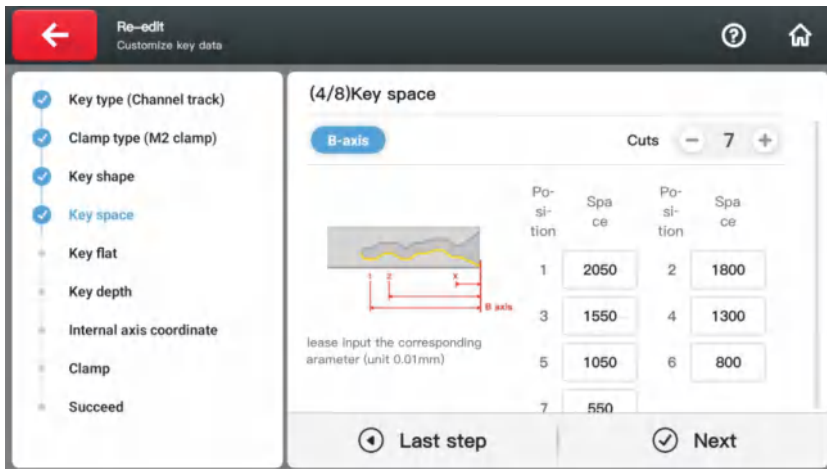 Re-edit
Customize key data
Key type (Channel track)
Clamp type (M2 clamp)
Key shape
Key space
Key flat
Key depth
Internal axis coordinate
Clamp
Succeed
(4/8)Key space
B-axis
Cuts - 7 +
Po-
si-
tion
Spa
ce
Po-
si-
tion
Spa
ce
1 2050 2 1800
3 1550 4 1300
5 1050 6 800
7 550
1 2 X
B axis
lease input the corresponding
arameter (unit 0.01mm)
Last step
Next